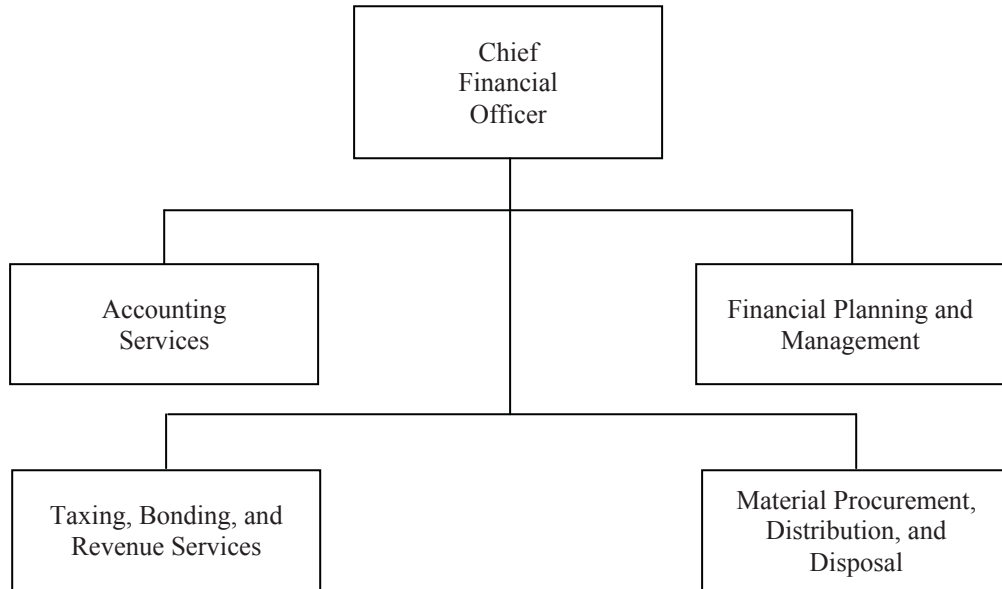 Chief
Financial
Officer
Accounting
Services
Financial Planning and
Management
Taxing, Bonding, and
Revenue Services
Material Procurement,
Distribution, and
Disposal